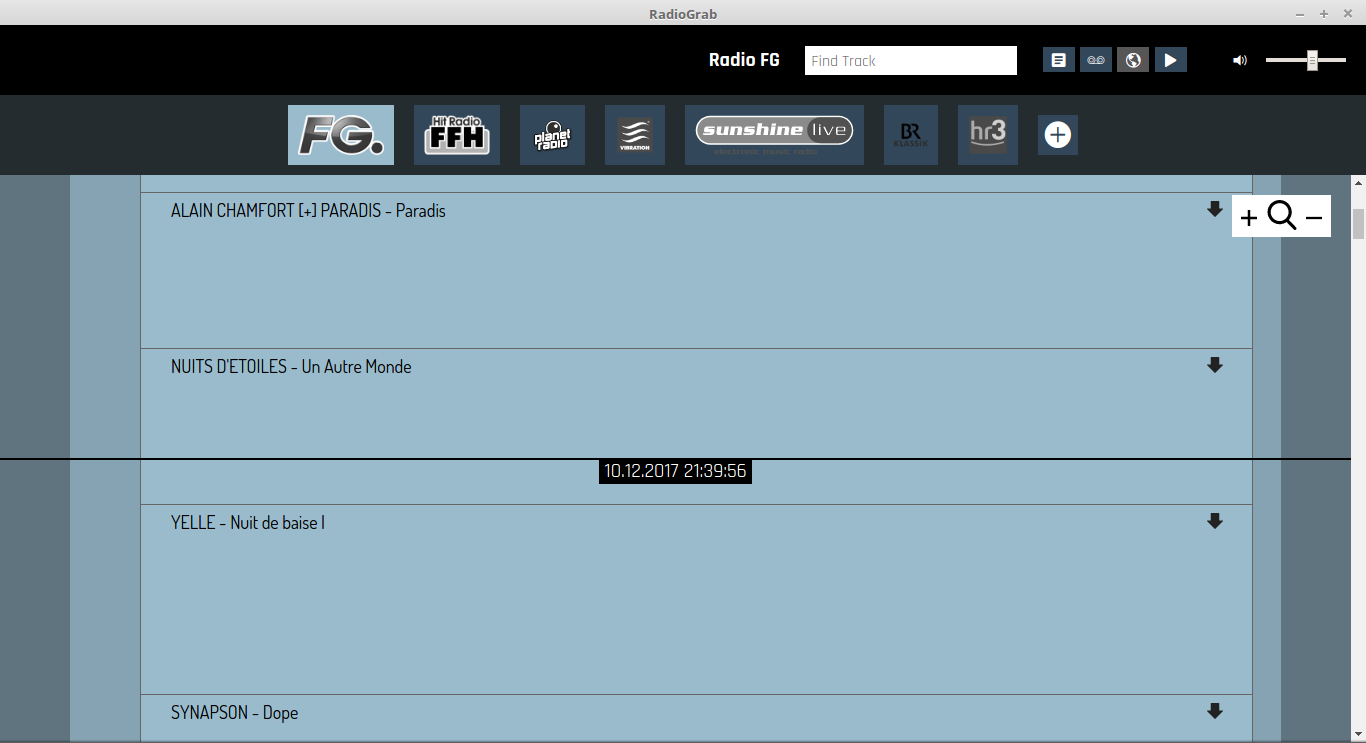 RadioGrab
Radio FG
Find Track
FG.
Hit Radio
FFH
planet
radio
VIBRATION
sunshine live
BR
KLASSIK
hr3
ALAIN CHAMFORT [+] PARADIS - Paradis
NUITS D'ETOILES - Un Autre Monde
10.12.2017 21:39:56
YELLE - Nuit de baise I
SYNAPSON - Dope